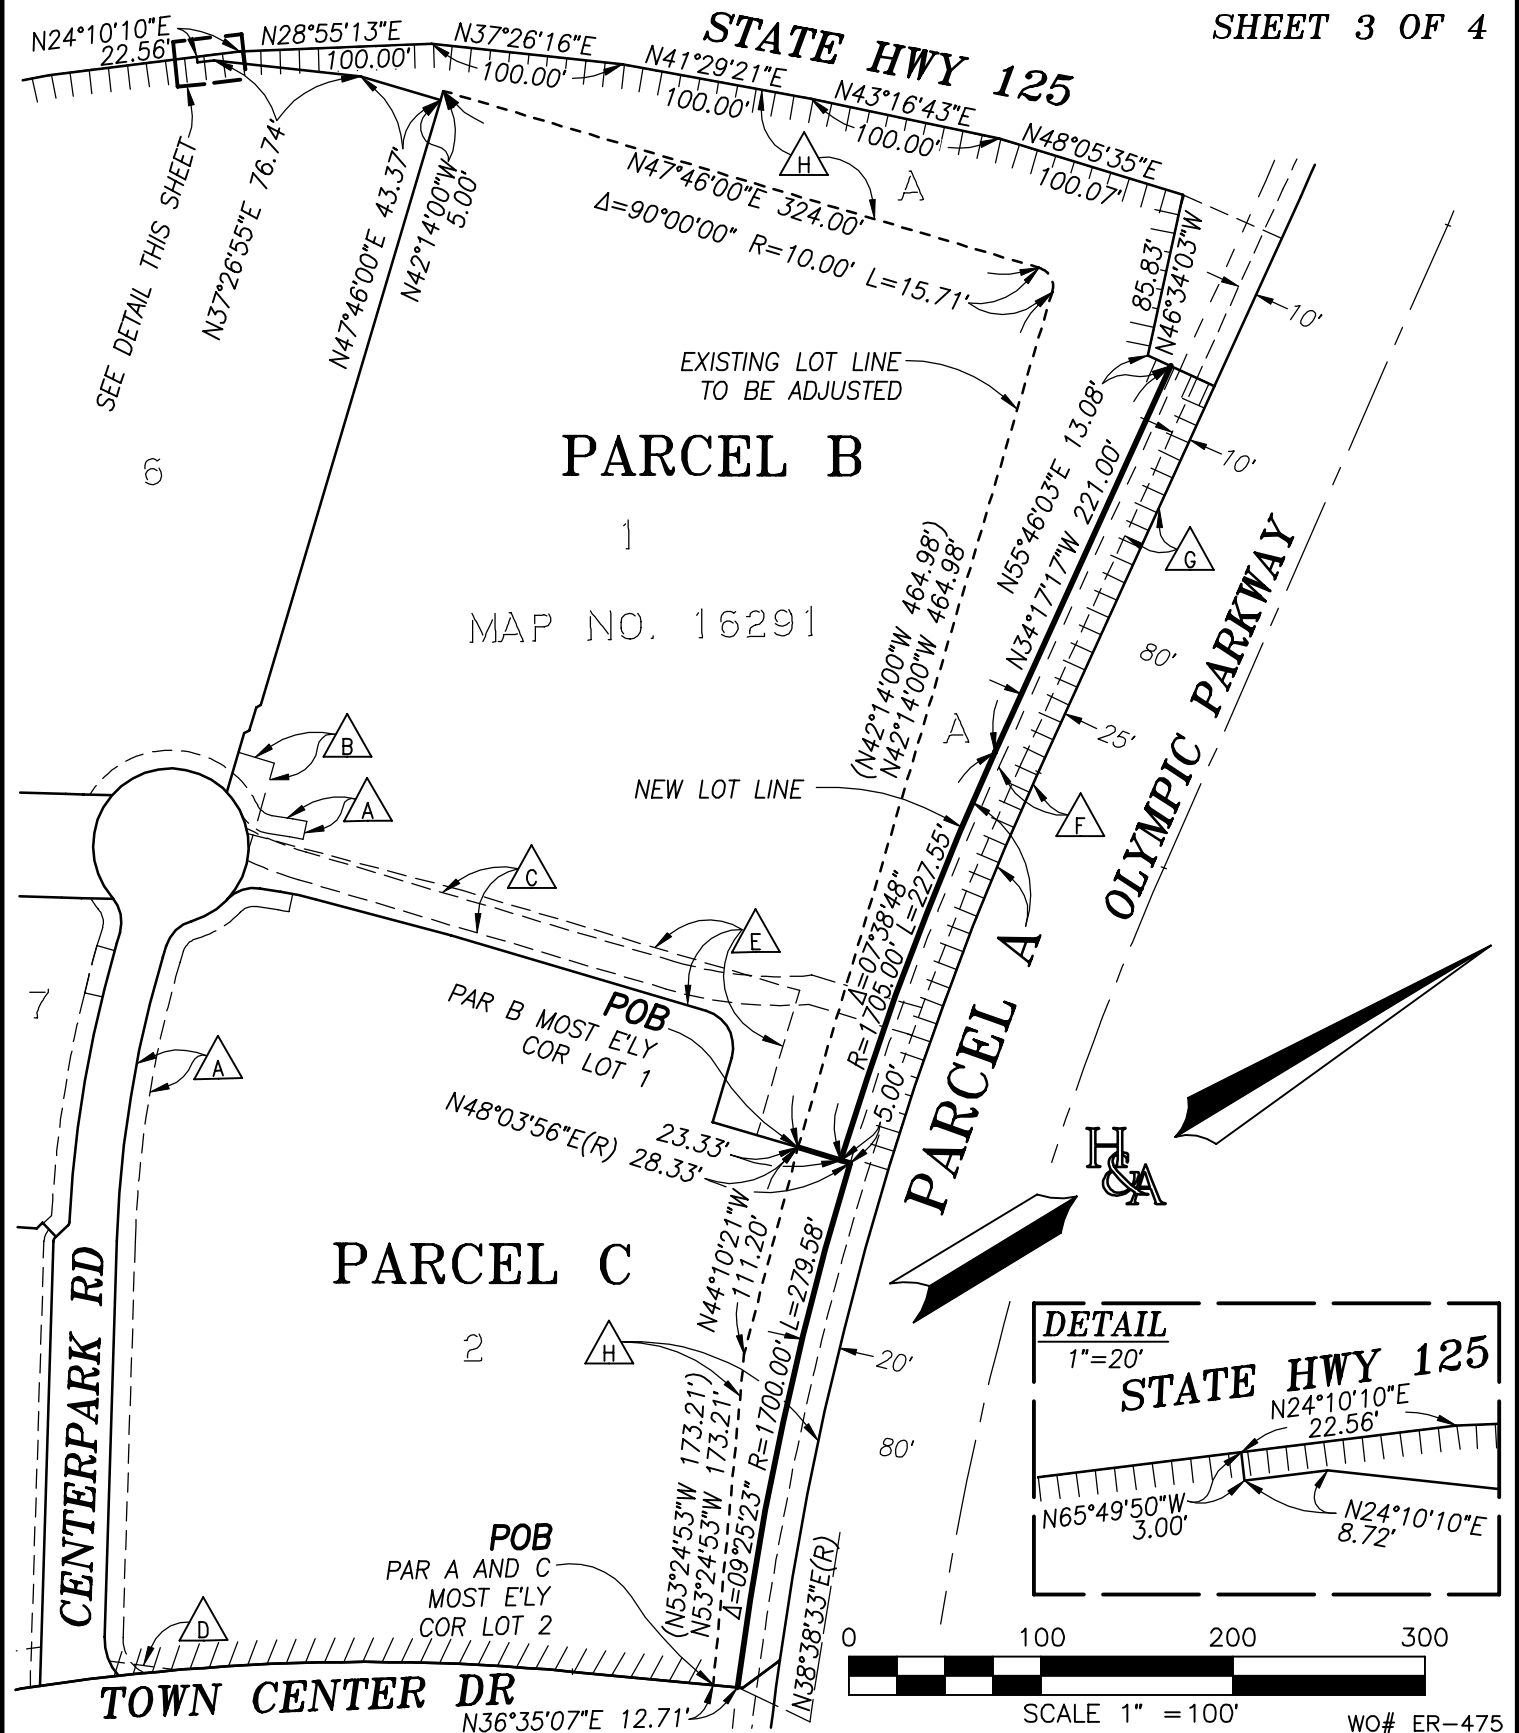 SHEET 3 OF 4
STATE HWY 125
N24°10'10"E
22.56'
N28°55'13"E
100.00'
N37°26'16"E
100.00'
N41°29'21"E
100.00'
N43°16'43"E
100.00'
N48°05'35"E
100.07'
H
A
N47°46'00"E 324.00'
Δ=90°00'00" R=10.00' L=15.71'
SEE DETAIL THIS SHEET
N37°26'55"E 76.74'
N47°46'00"E 43.37'
N42°14'00"W
5.00'
85.83'
N46°34'03"W
10'
EXISTING LOT LINE
TO BE ADJUSTED
N55°46'03"E 13.08'
10'
PARCEL B
6
1
MAP NO. 16291
N34°17'17"W 221.00'
G
(N42°14'00"W 464.98')
N42°14'00"W 464.98'
80'
OLYMPIC PARKWAY
A
25'
B
NEW LOT LINE
A
F
C
Δ=07°38'48"
R=1705.00' L=227.55'
E
PARCEL A
7
POB
PAR B MOST E'LY
COR LOT 1
A
N48°03'56"E(R)
23.33'
28.33'
5.00'
H&A
PARCEL C
2
N44°10'21"W
111.20'
H
20'
80'
CENTERPARK RD
(N53°24'53"W 173.21')
N53°24'53"W 173.21'
Δ=09°25'23" R=1700.00' L=279.58'
DETAIL
1"=20'
STATE HWY 125
N24°10'10"E
22.56'
N65°49'50"W
3.00'
N24°10'10"E
8.72'
POB
PAR A AND C
MOST E'LY
COR LOT 2
D
N38°38'33"E(R)
TOWN CENTER DR
N36°35'07"E 12.71'
0 100 200 300
SCALE 1" =100'
WO# ER-475